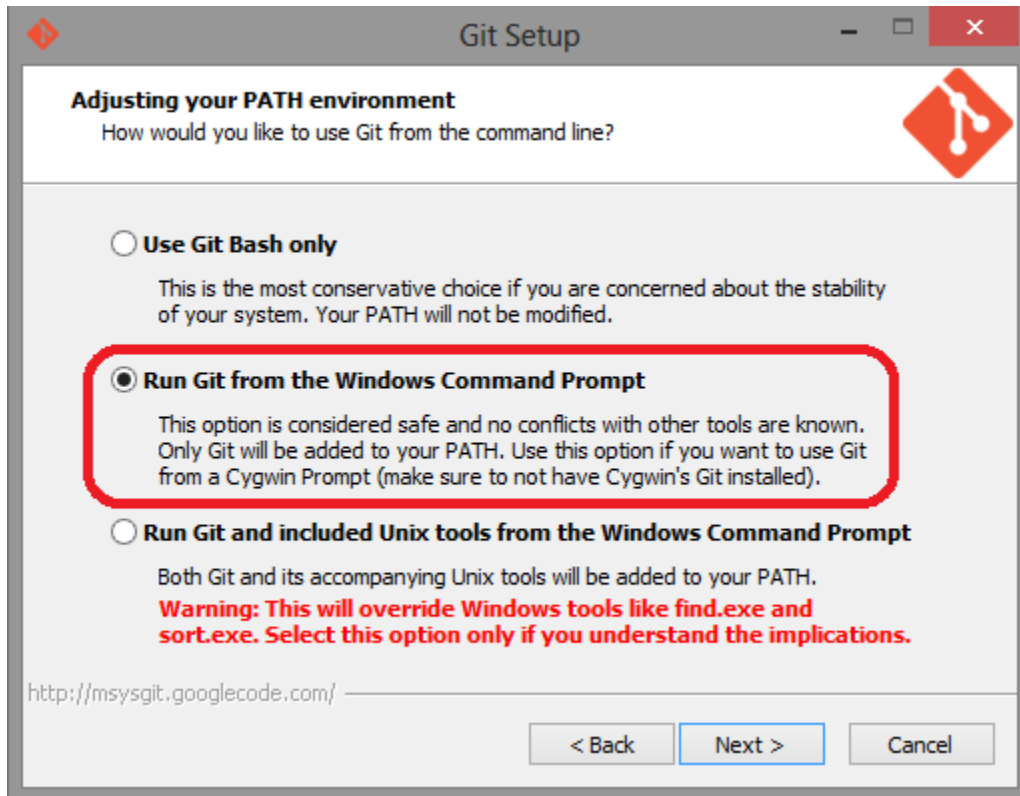 Git Setup
Adjusting your PATH environment
How would you like to use Git from the command line?
Use Git Bash only
This is the most conservative choice if you are concerned about the stability
of your system. Your PATH will not be modified.
Run Git from the Windows Command Prompt
This option is considered safe and no conflicts with other tools are known.
Only Git will be added to your PATH. Use this option if you want to use Git
from a Cygwin Prompt (make sure to not have Cygwin's Git installed).
Run Git and included Unix tools from the Windows Command Prompt
Both Git and its accompanying Unix tools will be added to your PATH.
Warning: This will override Windows tools like find.exe and
sort.exe. Select this option only if you understand the implications.
http://msysgit.googlecode.com/
< Back Next > Cancel